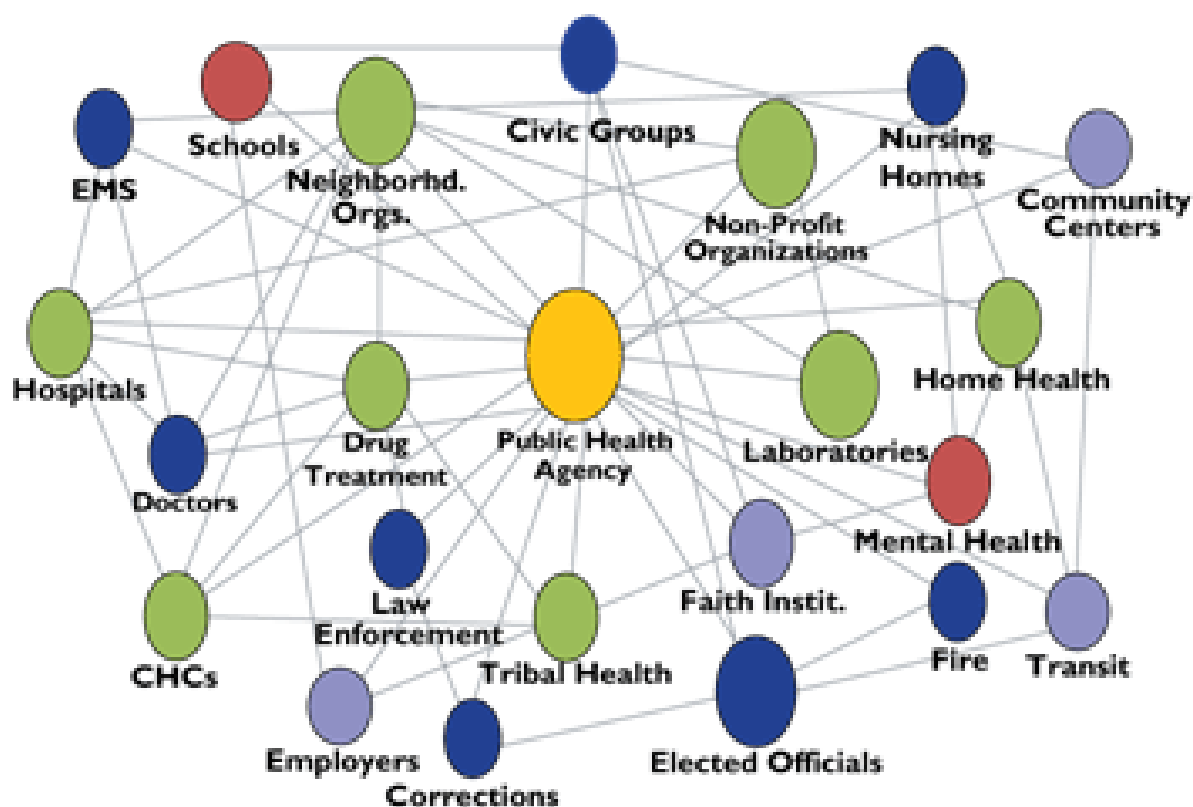 Schools
Civic Groups
Nursing
Homes
EMS
Neighborhd.
Orgs.
Non-Profit
Organizations
Community
Centers
Hospitals
Drug
Treatment
Public Health
Agency
Home Health
Laboratories
Doctors
Mental Health
Law
Enforcement
Faith Instit.
CHCs
Tribal Health
Fire
Transit
Employers
Corrections
Elected Officials